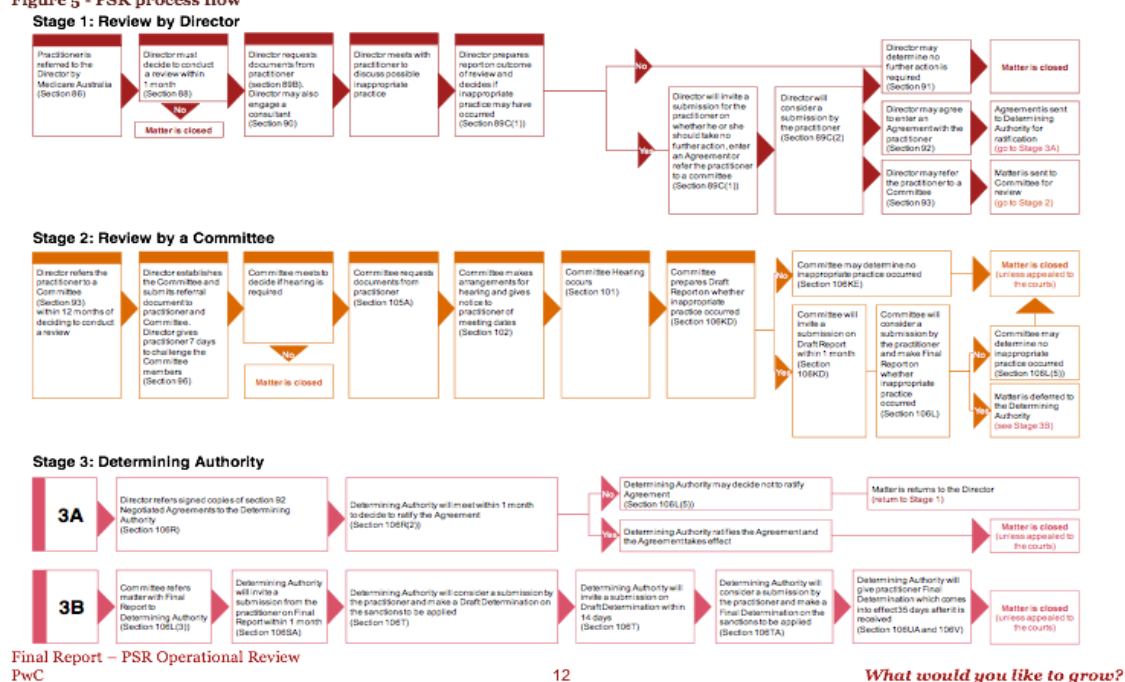 Figure 5 - PSR process flow
Stage 1: Review by Director
Practitioner is
referred to the
Director by
Medicare Australia
(Section 86)
Director must
decide to conduct
a review within
1 month
(Section 88)
No
Matter is closed
Director requests
documents from
practitioner
(section 89B).
Director may also
engage a
consultant
(Section 90)
Director meets with
practitioner to
discuss possible
inappropriate
practice
Director prepares
report on outcome
of review and
decides if
inappropriate
practice may have
occurred
(Section 89C(1))
No
Yes
Director will invite a
submission for the
practitioner on
whether he or she
should take no
further action, enter
an Agreement or
refer the practitioner
to a committee
(Section 89C(1))
Director will
consider a
submission by
the practitioner
(Section 89C(2)
Director may
determine no
further action is
required
(Section 91)
Matter is closed
Director may agree
to enter an
Agreement with the
practitioner
(Section 92)
Agreement is sent
to Determining
Authority for
ratification
(go to Stage 3A)
Director may refer
the practitioner to a
Committee
(Section 93)
Matter is sent to
Committee for
review
(go to Stage 2)
Stage 2: Review by a Committee
Director refers the
practitioner to a
Committee
(Section 93)
within 12 months of
deciding to conduct
a review
Director establishes
the Committee and
submits referral
document to
practitioner and
Committee.
Director gives
practitioner 7 days
to challenge the
Committee
members
(Section 96)
Committee meets to
decide if hearing is
required
No
Matter is closed
Committee requests
documents from
practitioner
(Section 105A)
Committee makes
arrangements for
hearing and gives
notice to
practitioner of
meeting dates
(Section 102)
Committee Hearing
occurs
(Section 101)
Committee
prepares Draft
Report on whether
inappropriate
practice occurred
(Section 106KD)
No
Committee may determine no
inappropriate practice occurred
(Section 106KE)
Matter is closed
(unless appealed to
the courts)
Yes
Committee will
invite a
submission on
Draft Report
within 1 month
(Section
106KD)
Committee will
consider a
submission by
the practitioner
and make Final
Report on
whether
inappropriate
practice
occurred
(Section 106L)
No
Committee may
determine no
inappropriate
practice occurred
(Section 106L(5))
Yes
Matter is deferred to
the Determining
Authority
(see Stage 3B)
Stage 3: Determining Authority
3A
Director refers signed copies of section 92
Negotiated Agreements to the Determining
Authority
(Section 106R)
Determining Authority will meet within 1 month
to decide to ratify the Agreement
(Section 106R(2))
No
Determining Authority may decide not to ratify
Agreement
(Section 106L(5))
Matter is returns to the Director
(return to Stage 1)
Yes
Determining Authority ratifies the Agreement and
the Agreement takes effect
Matter is closed
(unless appealed to
the courts)
3B
Committee refers
matter with Final
Report to
Determining Authority
(Section 106L(3))
Determining Authority
will invite a
submission from the
practitioner on Final
Report within 1 month
(Section 106SA)
Determining Authority will consider a submission by
the practitioner and make a Draft Determination on
the sanctions to be applied
(Section 106T)
Determining Authority will
invite a submission on
Draft Determination within
14 days
(Section 106T)
Determining Authority will
consider a submission by
the practitioner and make a
Final Determination on the
sanctions to be applied
(Section 106TA)
Determining Authority will
give practitioner Final
Determination which comes
into effect 35 days after it is
received
(Section 106UA and 106V)
Matter is closed
(unless appealed to
the courts)
Final Report – PSR Operational Review
PwC
12
What would you like to grow?